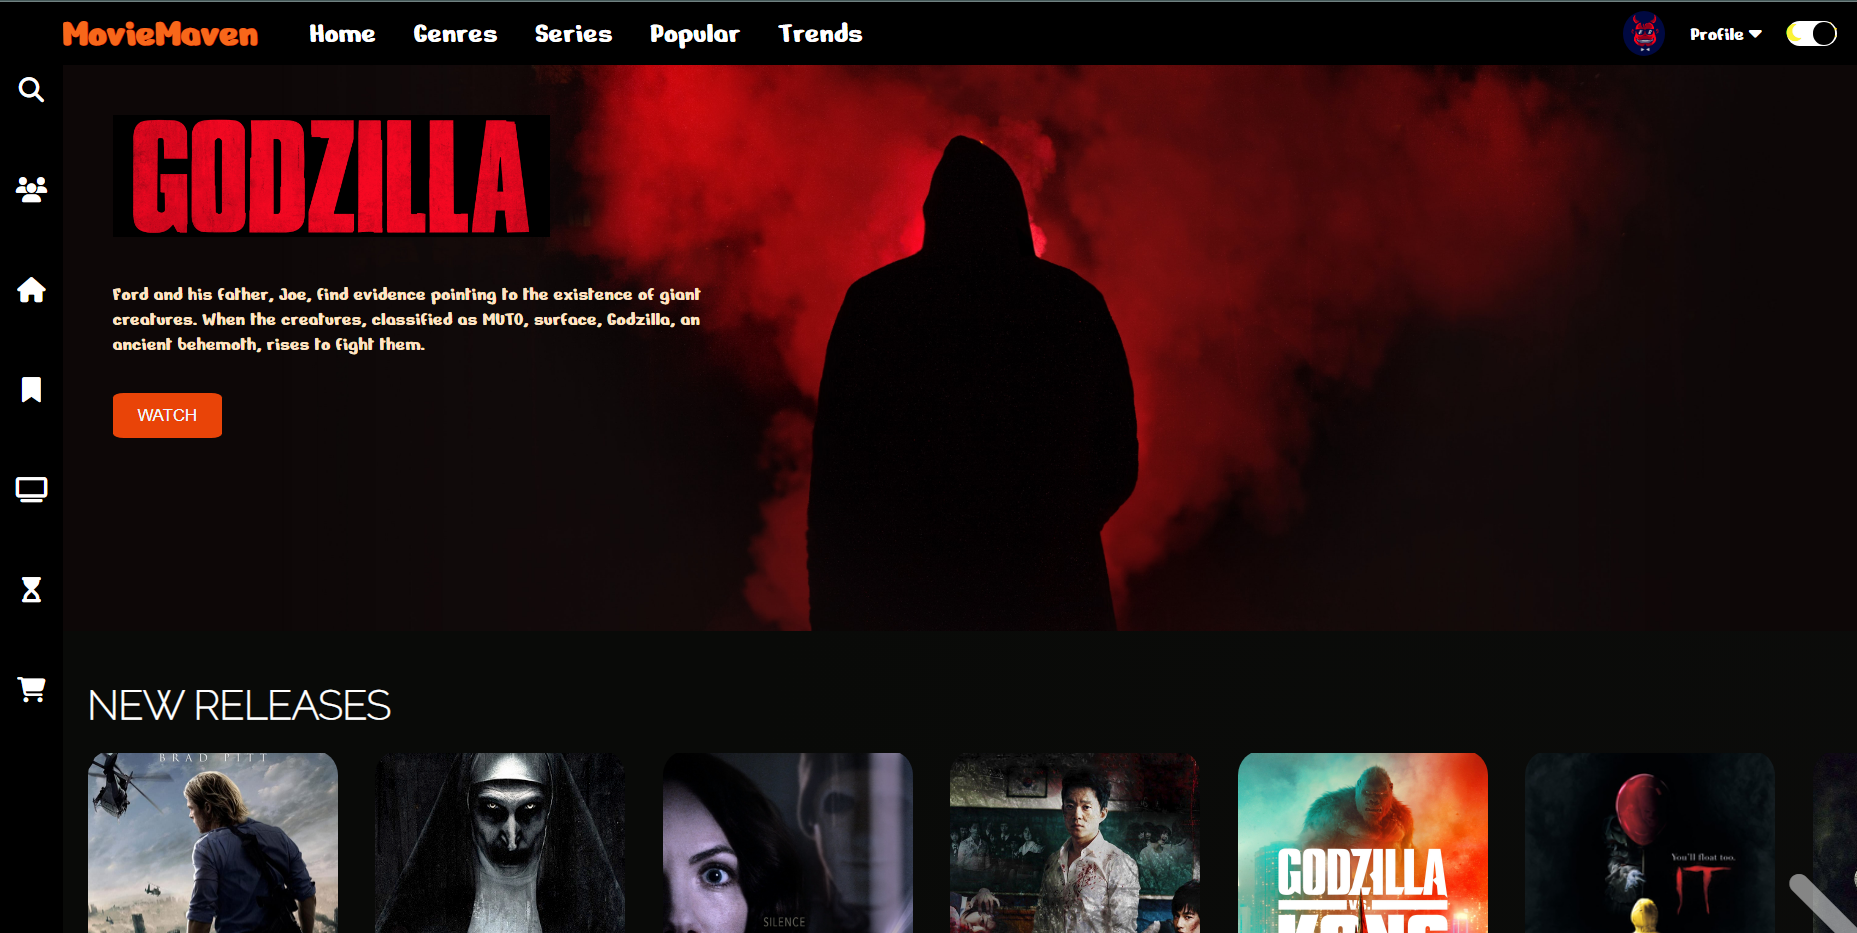 MovieMaven
Home
Genres
Series
Popular
Trends
Profile
GODZILLA
Ford and his father, Joe, find evidence pointing to the existence of giant
creatures. When the creatures, classified as MUTO, surface, Godzilla, an
ancient behemoth, rises to fight them.
WATCH
NEW RELEASES
BRAD PITT
SILENCE
GODZILLA
VS.
KONG
You'll float too.
IT